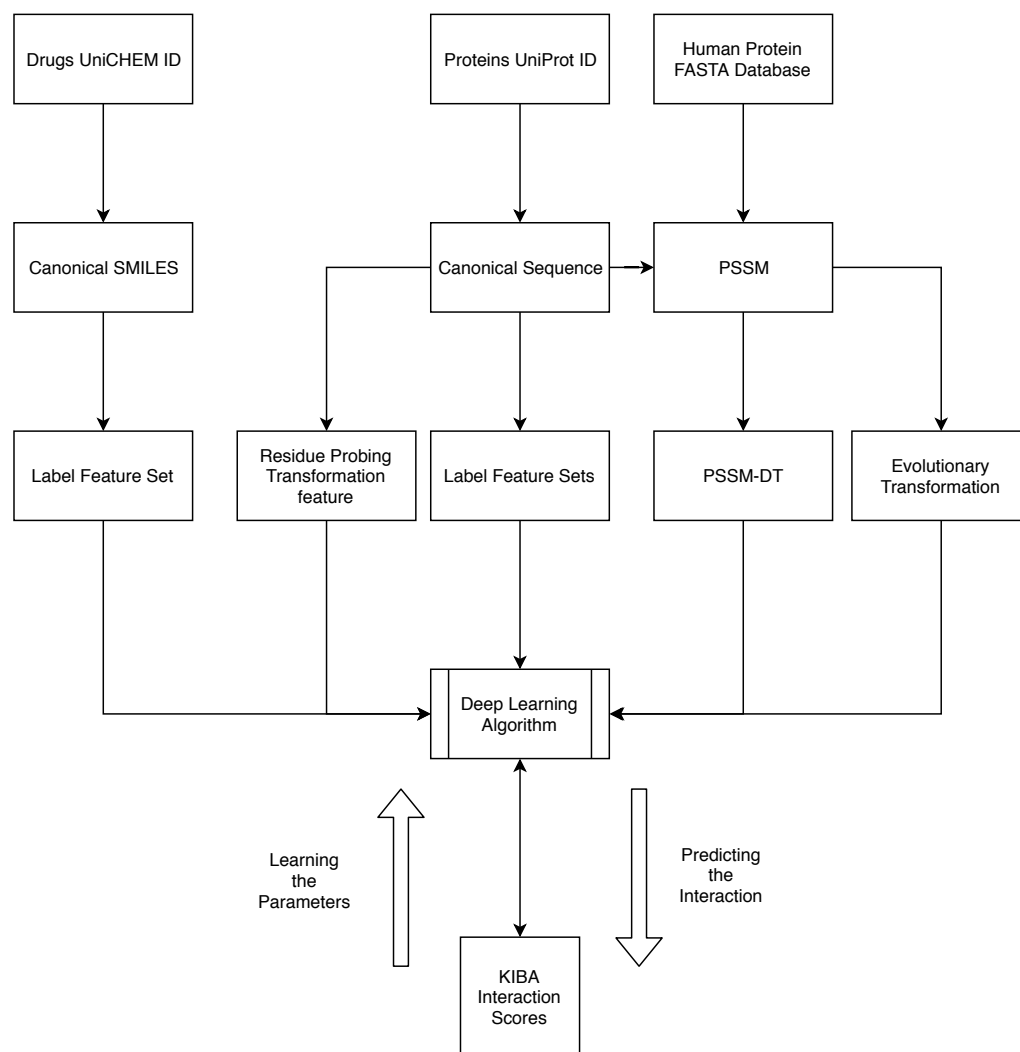 Drugs UniCHEM ID
Proteins UniProt ID
Human Protein
FASTA Database
Canonical SMILES
Canonical Sequence
PSSM
Label Feature Set
Residue Probing
Transformation
feature
Label Feature Sets
PSSM-DT
Evolutionary
Transformation
Deep Learning
Algorithm
Learning
the
Parameters
Predicting
the
Interaction
KIBA
Interaction
Scores